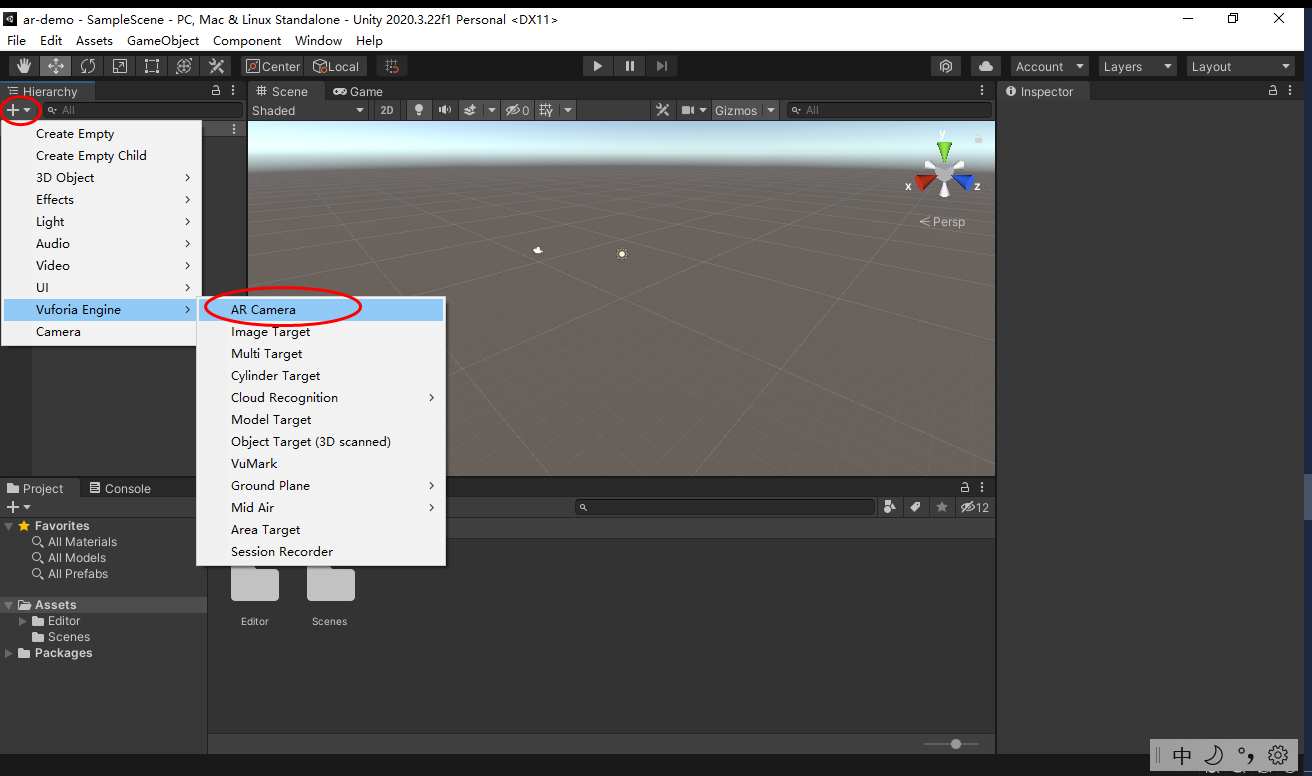 ar-demo - SampleScene - PC, Mac & Linux Standalone - Unity 2020.3.22f1 Personal <DX11>
File Edit Assets GameObject Component Window Help
Center Local Account Layers Layout
Hierarchy
All
Create Empty
Create Empty Child
3D Object
Effects
Light
Audio
Video
UI
Vuforia Engine
Camera
AR Camera
Image Target
Multi Target
Cylinder Target
Cloud Recognition
Model Target
Object Target (3D scanned)
VuMark
Ground Plane
Mid Air
Area Target
Session Recorder
Scene Game
Shaded 2D 0 Gizmos All
y
x z
Persp
Inspector
Project Console
12
Favorites
All Materials
All Models
All Prefabs
Assets
Editor
Scenes
Packages
Editor Scenes
中